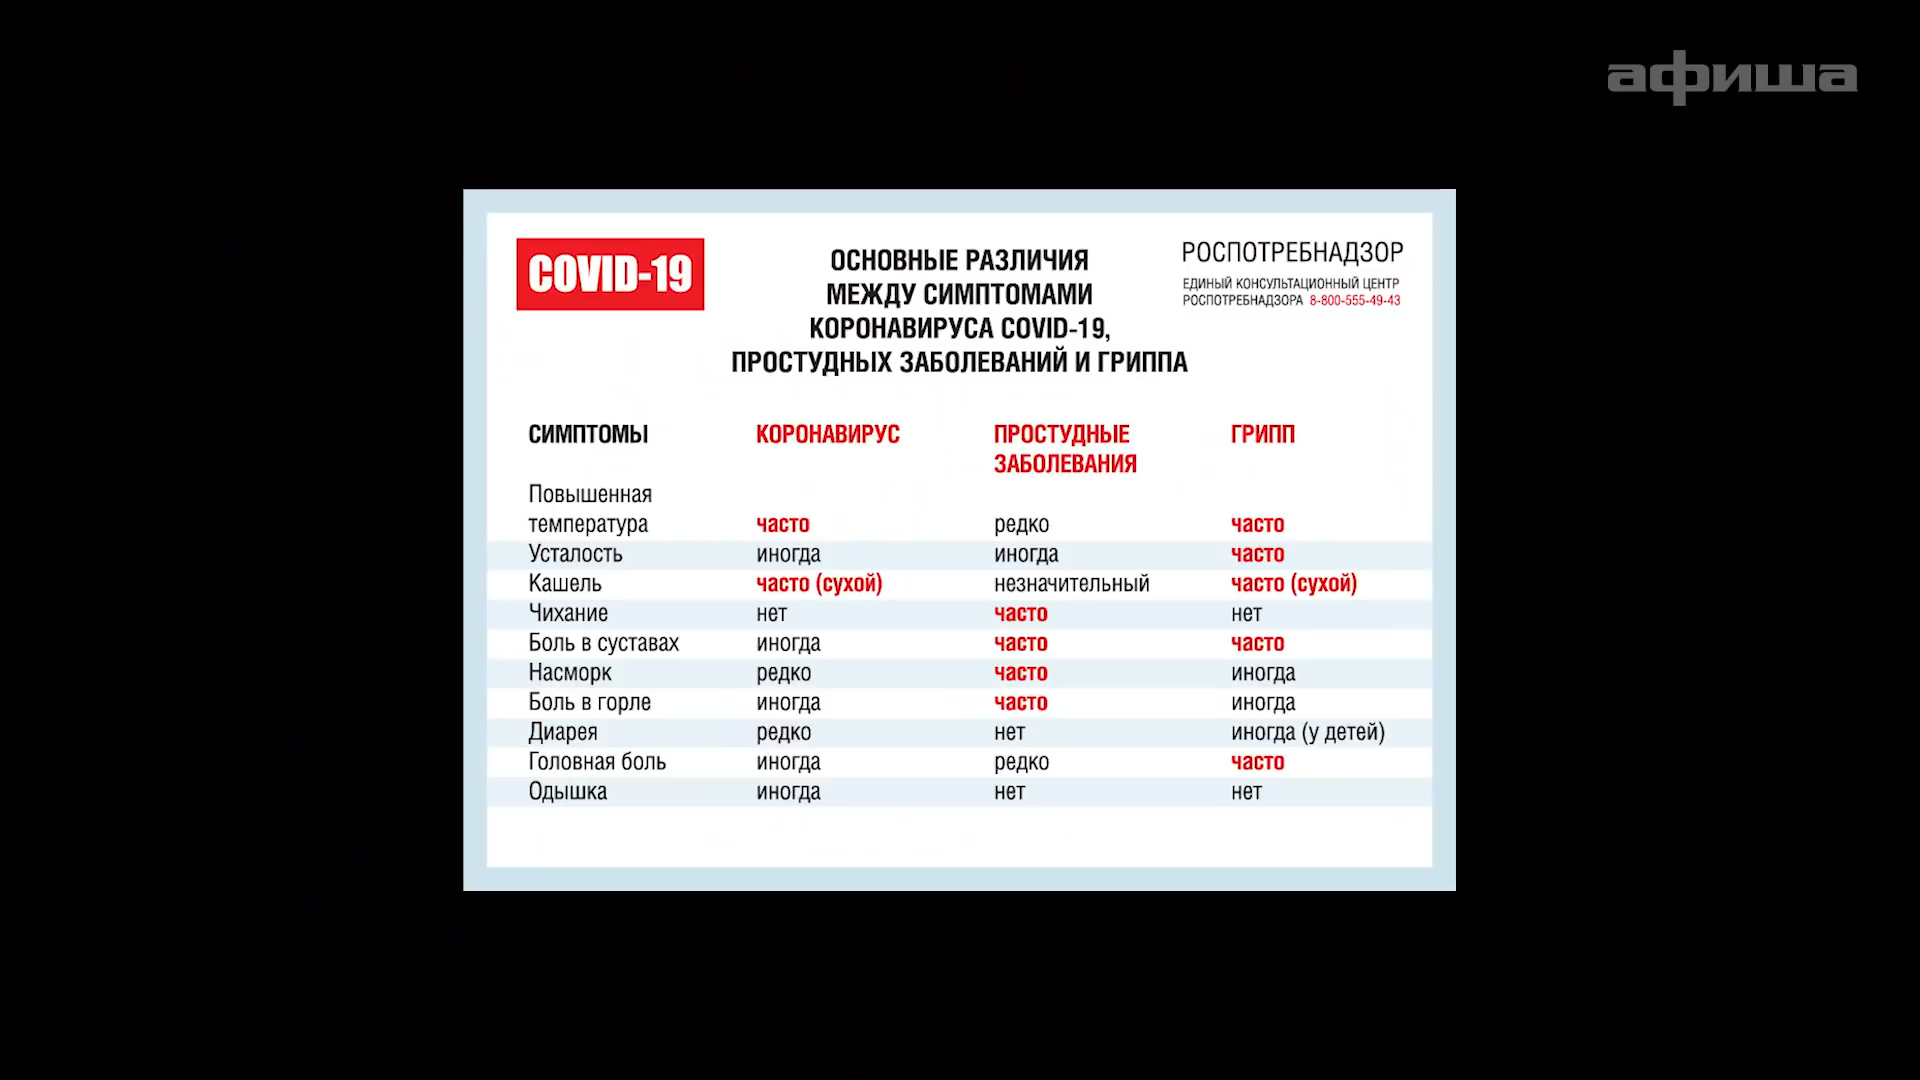 афиша
COVID-19
ОСНОВНЫЕ РАЗЛИЧИЯ
МЕЖДУ СИМПТОМАМИ
КОРОНАВИРУСА COVID-19,
ПРОСТУДНЫХ ЗАБОЛЕВАНИЙ И ГРИППА
РОСПОТРЕБНАДЗОР
ЕДИНЫЙ КОНСУЛЬТАЦИОННЫЙ ЦЕНТР
РОСПОТРЕБНАДЗОРА 8-800-555-49-43
СИМПТОМЫ КОРОНАВИРУС ПРОСТУДНЫЕ ГРИПП
ЗАБОЛЕВАНИЯ
Повышенная
температура часто редко часто
Усталость иногда иногда часто
Кашель часто (сухой) незначительный часто (сухой)
Чихание нет часто нет
Боль в суставах иногда часто часто
Насморк редко часто иногда
Боль в горле иногда часто иногда
Диарея редко нет иногда (у детей)
Головная боль иногда редко часто
Одышка иногда нет нет